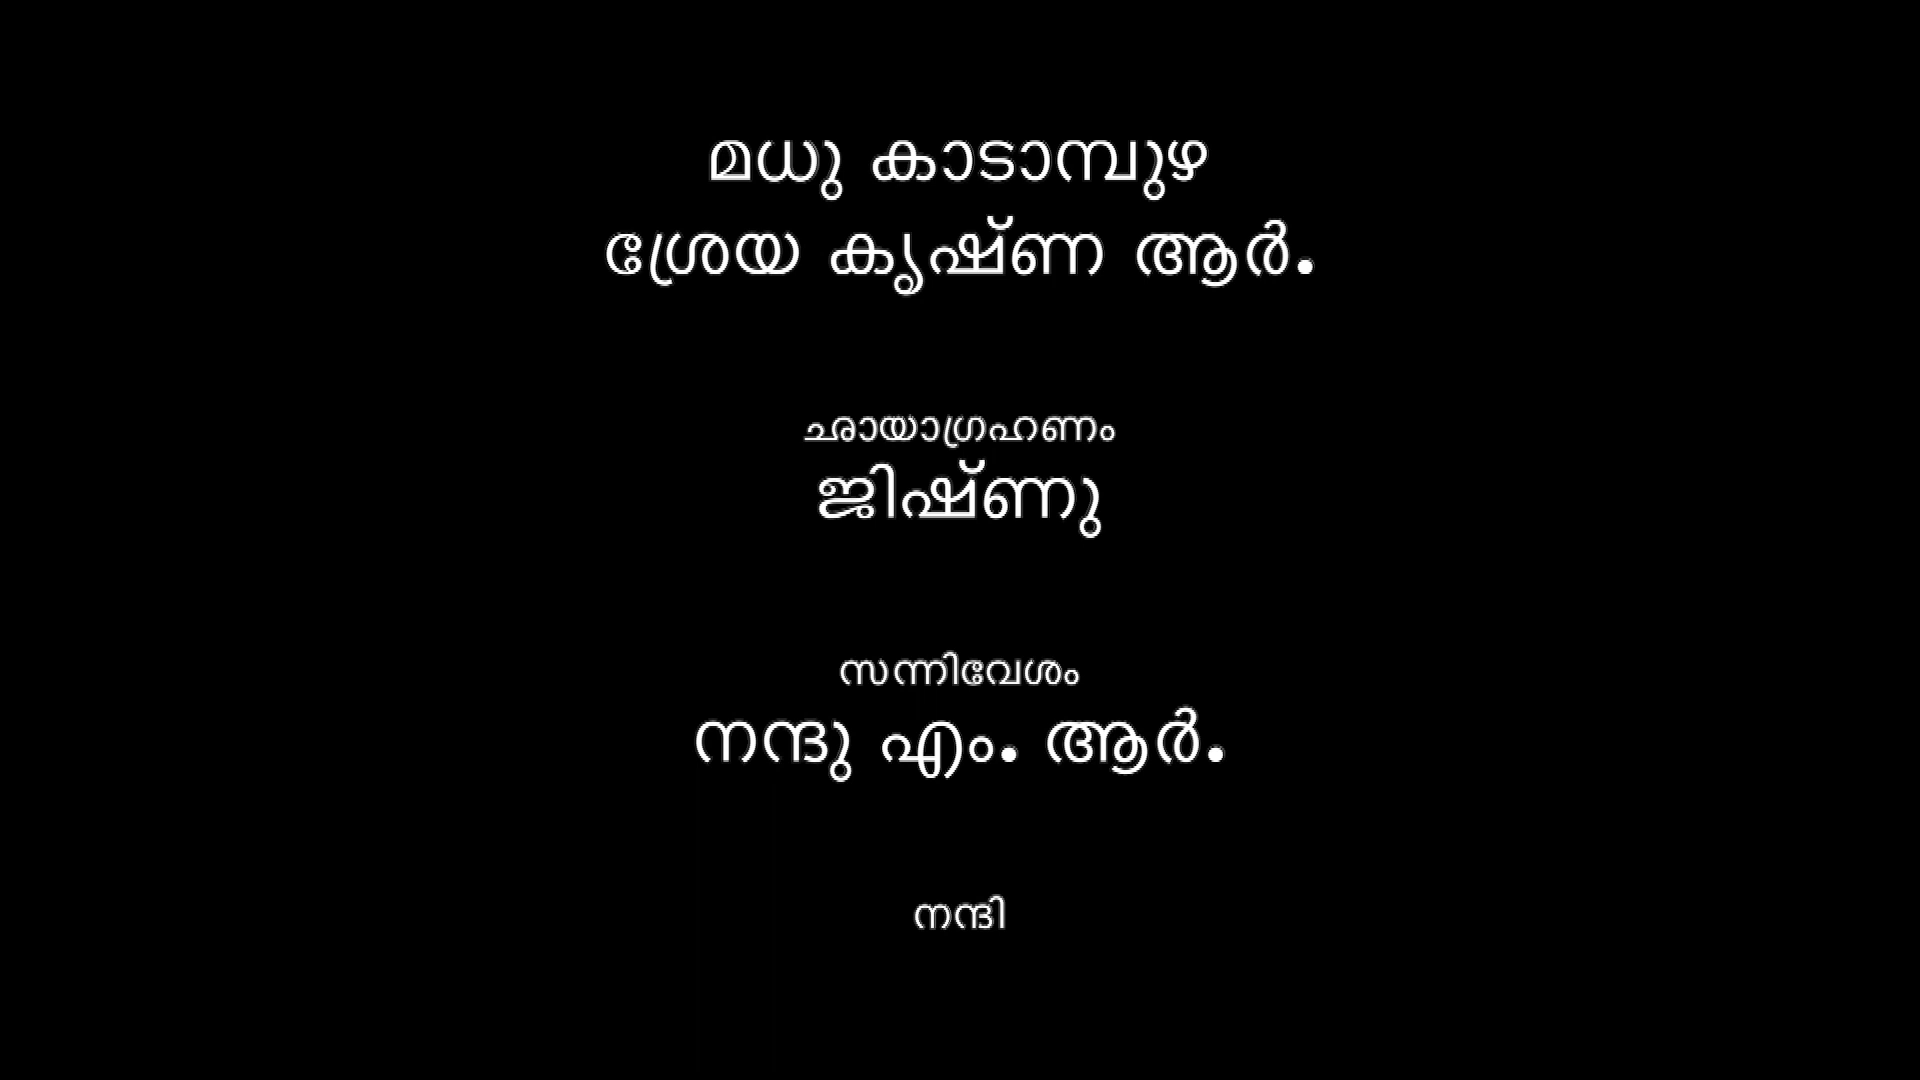 മധു കാടാമ്പുഴ
ശ്രേയ കൃഷ്ണ ആർ.
ഛായാഗ്രഹണം
ജിഷ്ണു
സന്നിവേശം
നന്ദു എം. ആർ.
നന്ദി